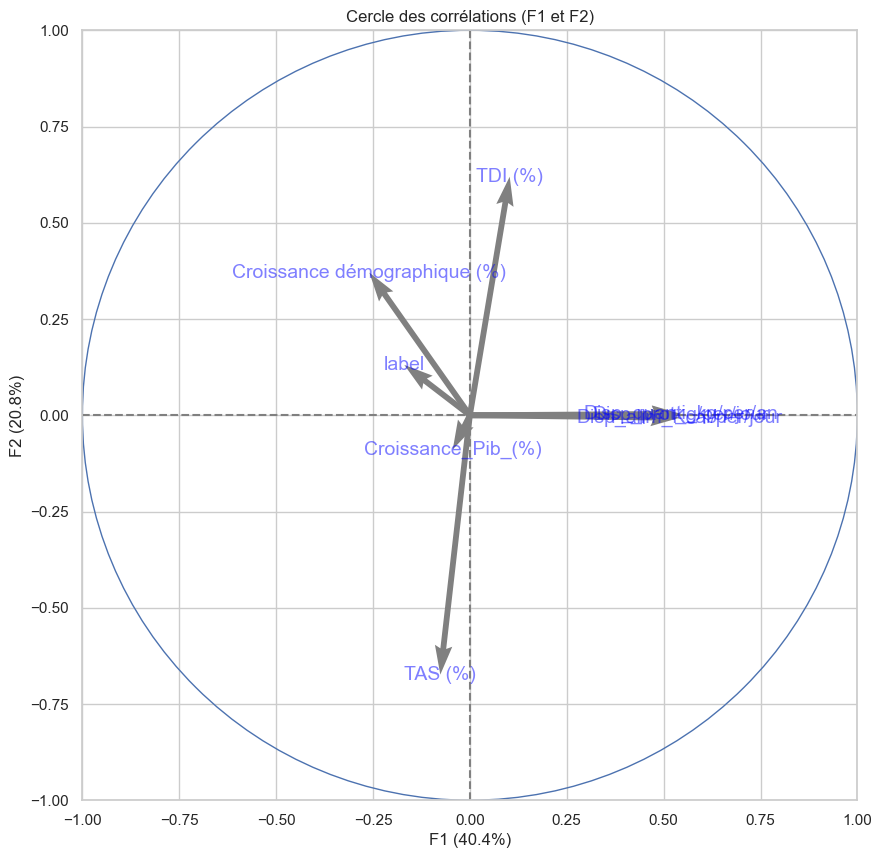 Cercle des corrélations (F1 et F2)
1.00
0.75
0.50
0.25
0.00
−0.25
−0.50
−0.75
−1.00
F2 (20.8%)
TDI (%)
Croissance démographique (%)
label
Croissance_Pib_(%)
TAS (%)
−1.00 −0.75 −0.50 −0.25 0.00 0.25 0.50 0.75 1.00
F1 (40.4%)